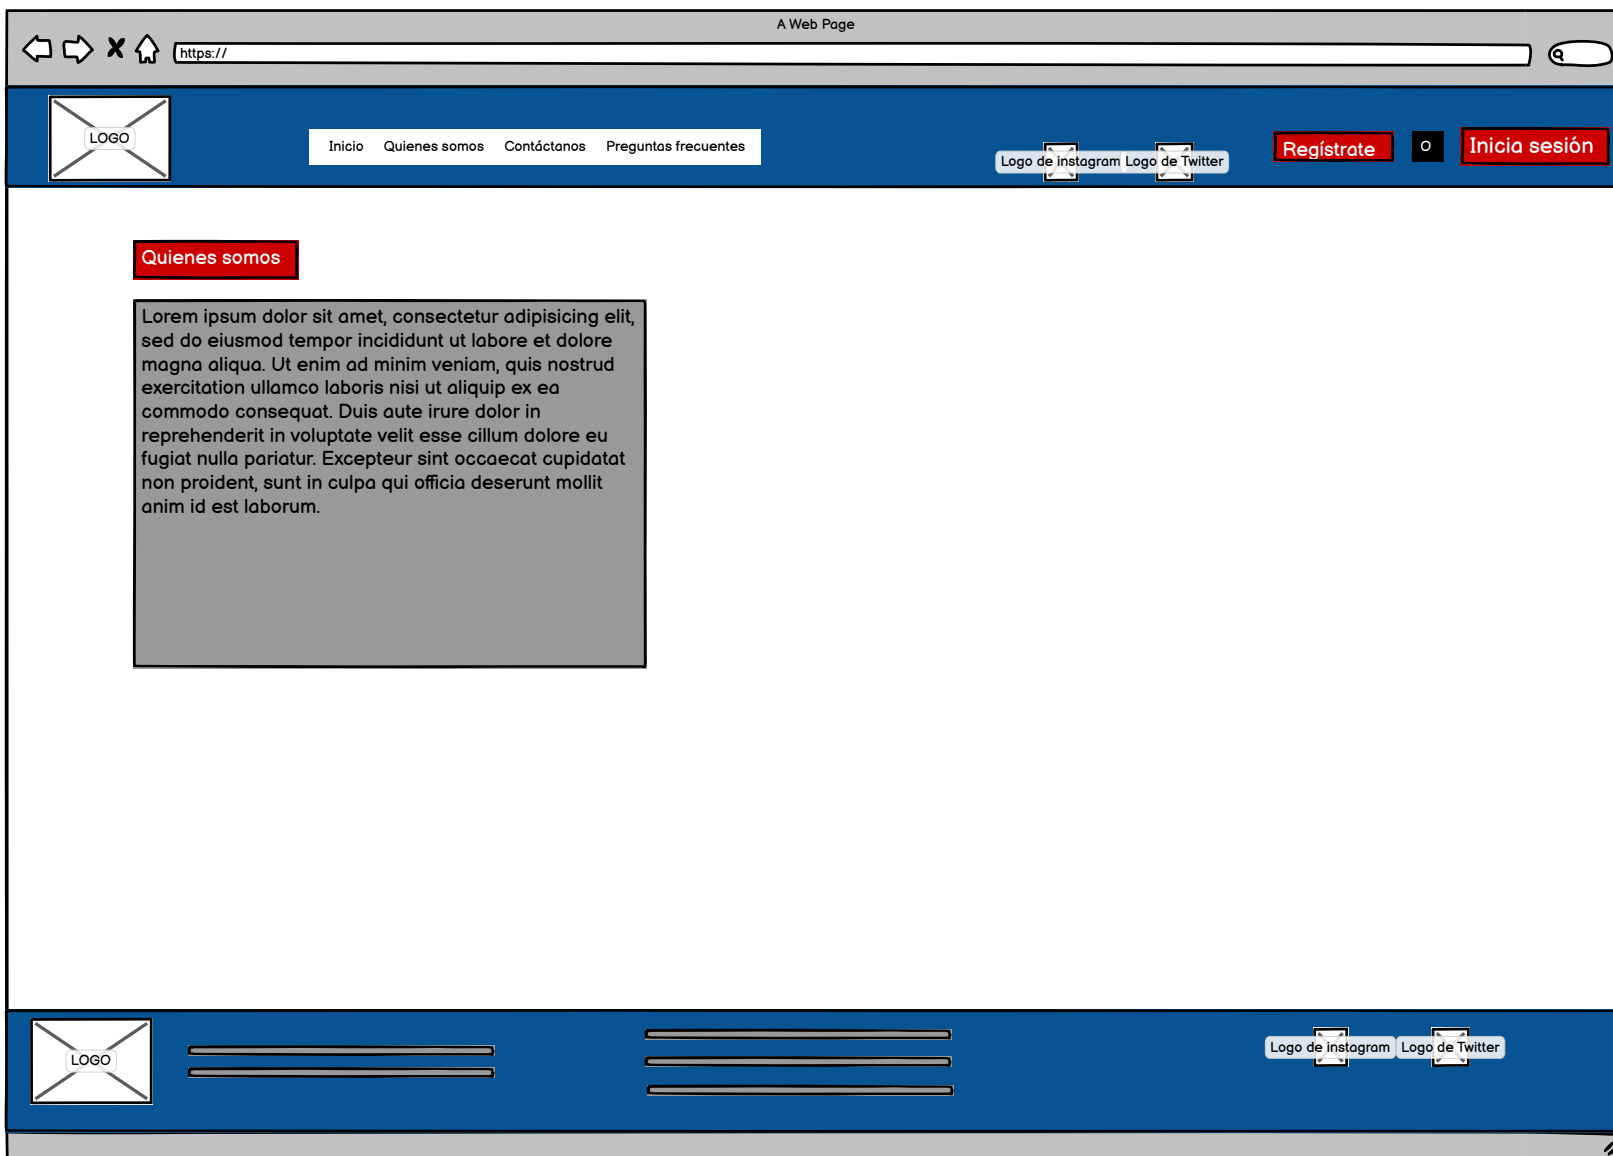 A Web Page
https://
LOGO
Inicio Quienes somos Contáctanos Preguntas frecuentes
Logo de instagram Logo de Twitter
Regístrate O Inicia sesión
Quienes somos
Lorem ipsum dolor sit amet, consectetur adipisicing elit,
sed do eiusmod tempor incididunt ut labore et dolore
magna aliqua. Ut enim ad minim veniam, quis nostrud
exercitation ullamco laboris nisi ut aliquip ex ea
commodo consequat. Duis aute irure dolor in
reprehenderit in voluptate velit esse cillum dolore eu
fugiat nulla pariatur. Excepteur sint occaecat cupidatat
non proident, sunt in culpa qui officia deserunt mollit
anim id est laborum.
LOGO
Logo de instagram Logo de Twitter